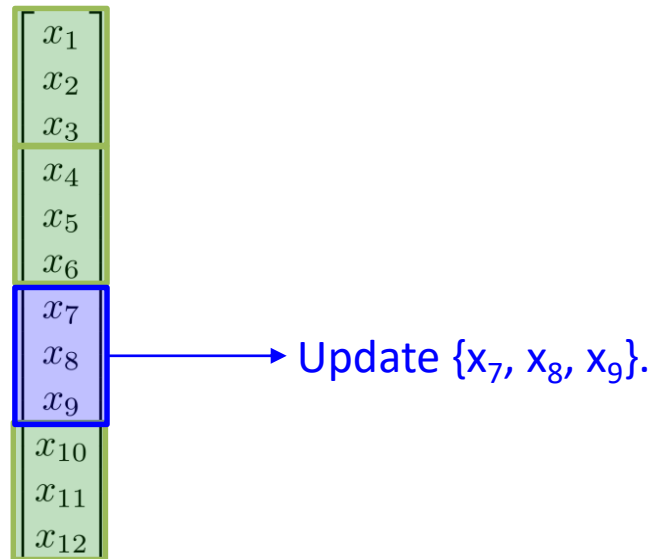 x₁
x₂
x₃
x₄
x₅
x₆
x₇
x₈
x₉
x₁₀
x₁₁
x₁₂
Update {x₇, x₈, x₉}.